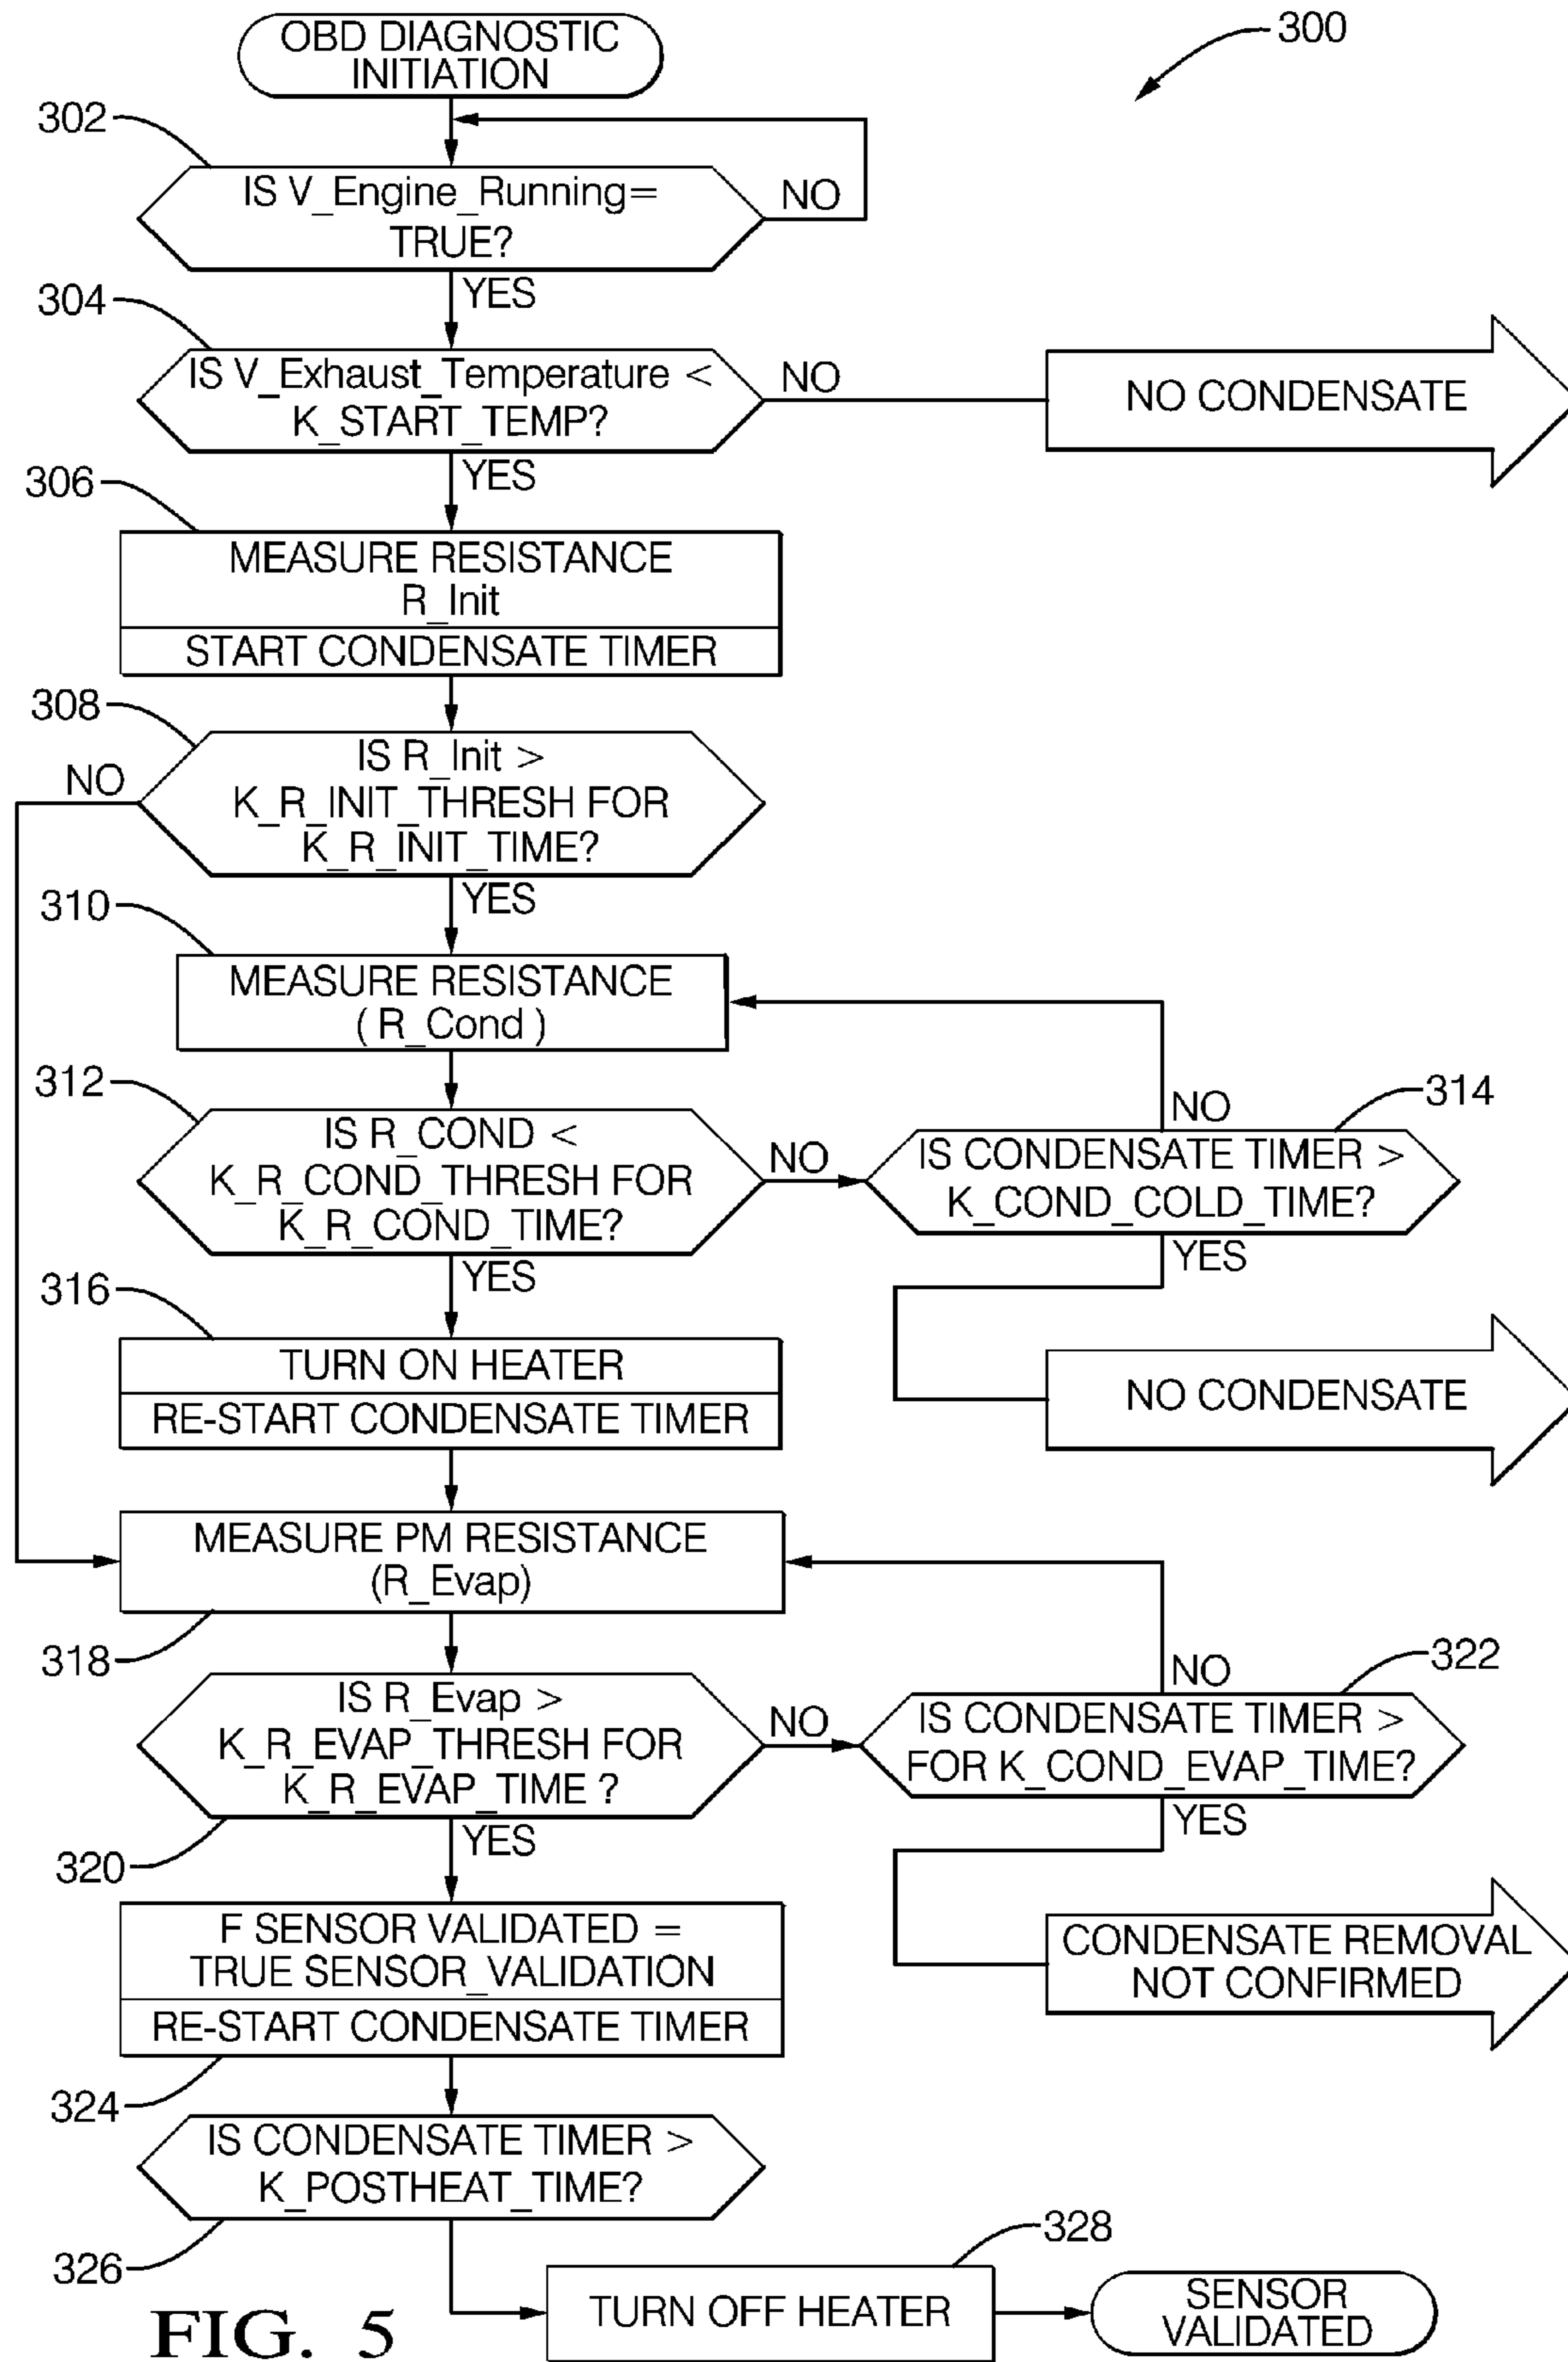 OBD DIAGNOSTIC
INITIATION
300
302
IS V_Engine_Running=
TRUE?
NO
YES
304
IS V_Exhaust_Temperature <
K_START_TEMP?
NO
NO CONDENSATE
YES
306
MEASURE RESISTANCE
R_Init
START CONDENSATE TIMER
308
IS R_Init >
K_R_INIT_THRESH FOR
K_R_INIT_TIME?
NO
YES
310
MEASURE RESISTANCE
( R_Cond )
312
IS R_COND <
K_R_COND_THRESH FOR
K_R_COND_TIME?
NO
314
NO
IS CONDENSATE TIMER >
K_COND_COLD_TIME?
YES
NO CONDENSATE
YES
316
TURN ON HEATER
RE-START CONDENSATE TIMER
MEASURE PM RESISTANCE
(R_Evap)
318
IS R_Evap >
K_R_EVAP_THRESH FOR
K_R_EVAP_TIME ?
NO
320
322
NO
IS CONDENSATE TIMER >
FOR K_COND_EVAP_TIME?
YES
CONDENSATE REMOVAL
NOT CONFIRMED
YES
F SENSOR VALIDATED =
TRUE SENSOR_VALIDATION
RE-START CONDENSATE TIMER
324
IS CONDENSATE TIMER >
K_POSTHEAT_TIME?
326
328
TURN OFF HEATER
SENSOR
VALIDATED
FIG. 5